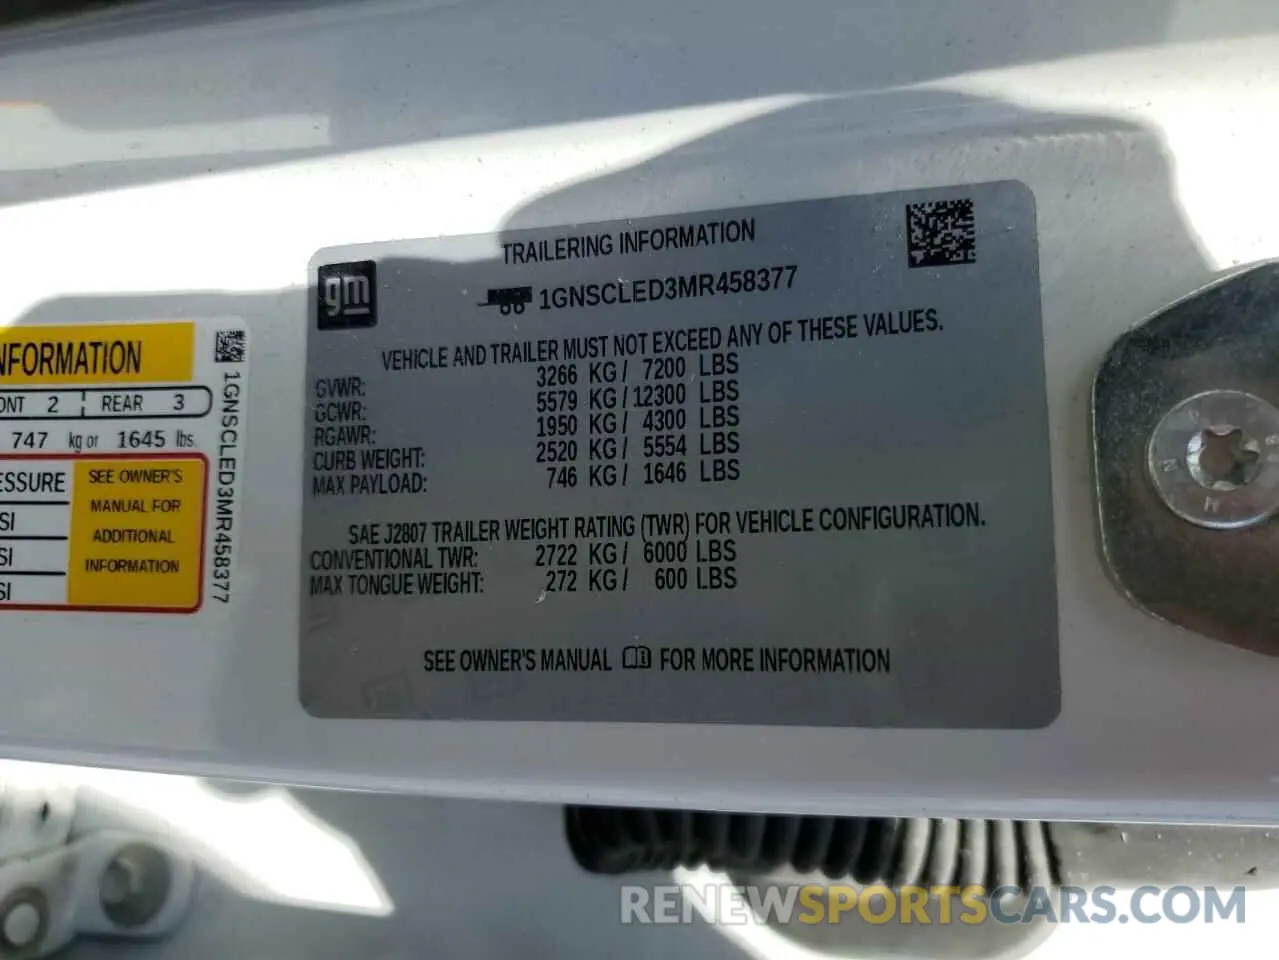 NFORMATION
ONT 2 REAR 3
747 kg or 1645 lbs.
ESSURE
SI
SI
SI
SEE OWNER'S
MANUAL FOR
ADDITIONAL
INFORMATION
1GNSCLED3MR458377
gm
TRAILERING INFORMATION
1GNSCLED3MR458377
VEHICLE AND TRAILER MUST NOT EXCEED ANY OF THESE VALUES.
GVWR: 3266 KG/ 7200 LBS
GCWR: 5579 KG/12300 LBS
RGAWR: 1950 KG/ 4300 LBS
CURB WEIGHT: 2520 KG/ 5554 LBS
MAX PAYLOAD: 746 KG/ 1646 LBS
SAE J2807 TRAILER WEIGHT RATING (TWR) FOR VEHICLE CONFIGURATION.
CONVENTIONAL TWR: 2722 KG/ 6000 LBS
MAX TONGUE WEIGHT: 272 KG/ 600 LBS
SEE OWNER'S MANUAL FOR MORE INFORMATION
RENEWSPORTSCARS.COM